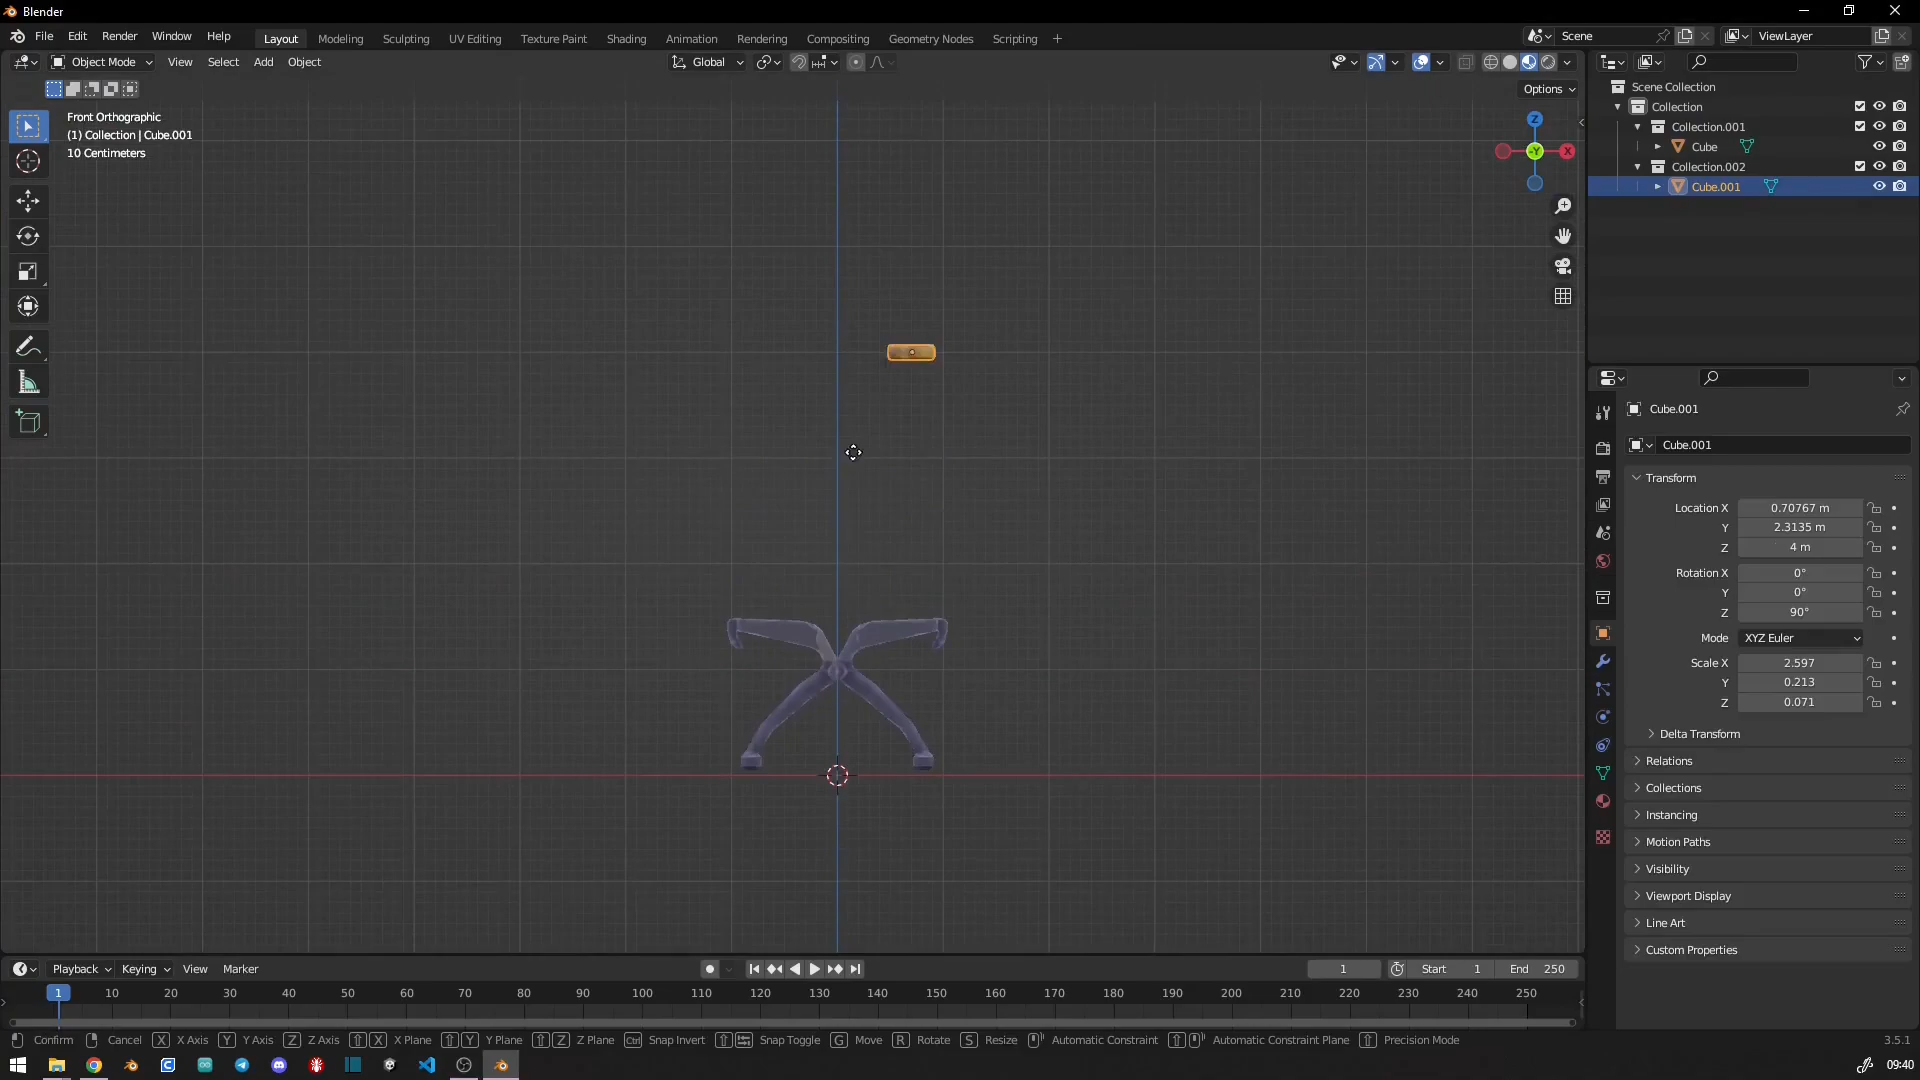 Blender
File Edit Render Window Help
Layout Modeling Sculpting UV Editing Texture Paint Shading Animation Rendering Compositing Geometry Nodes Scripting +
Scene
ViewLayer
Object Mode View Select Add Object
Global
Options
Front Orthographic
(1) Collection | Cube.001
10 Centimeters
Z
-Y
X
Scene Collection
Collection
Collection.001
Cube
Collection.002
Cube.001
Cube.001
Cube.001
Transform
Location X 0.70767 m
Y 2.3135 m
Z 4 m
Rotation X 0°
Y 0°
Z 90°
Mode XYZ Euler
Scale X 2.597
Y 0.213
Z 0.071
Delta Transform
Relations
Collections
Instancing
Motion Paths
Visibility
Viewport Display
Line Art
Custom Properties
Playback Keying View Marker
1 Start 1 End 250
1 10 20 30 40 50 60 70 80 90 100 110 120 130 140 150 160 170 180 190 200 210 220 230 240 250
Confirm Cancel X X Axis Y Y Axis Z Z Axis X X Plane Y Y Plane Z Z Plane Ctrl Snap Invert Snap Toggle G Move R Rotate S Resize Automatic Constraint Automatic Constraint Plane Precision Mode 3.5.1
09:40